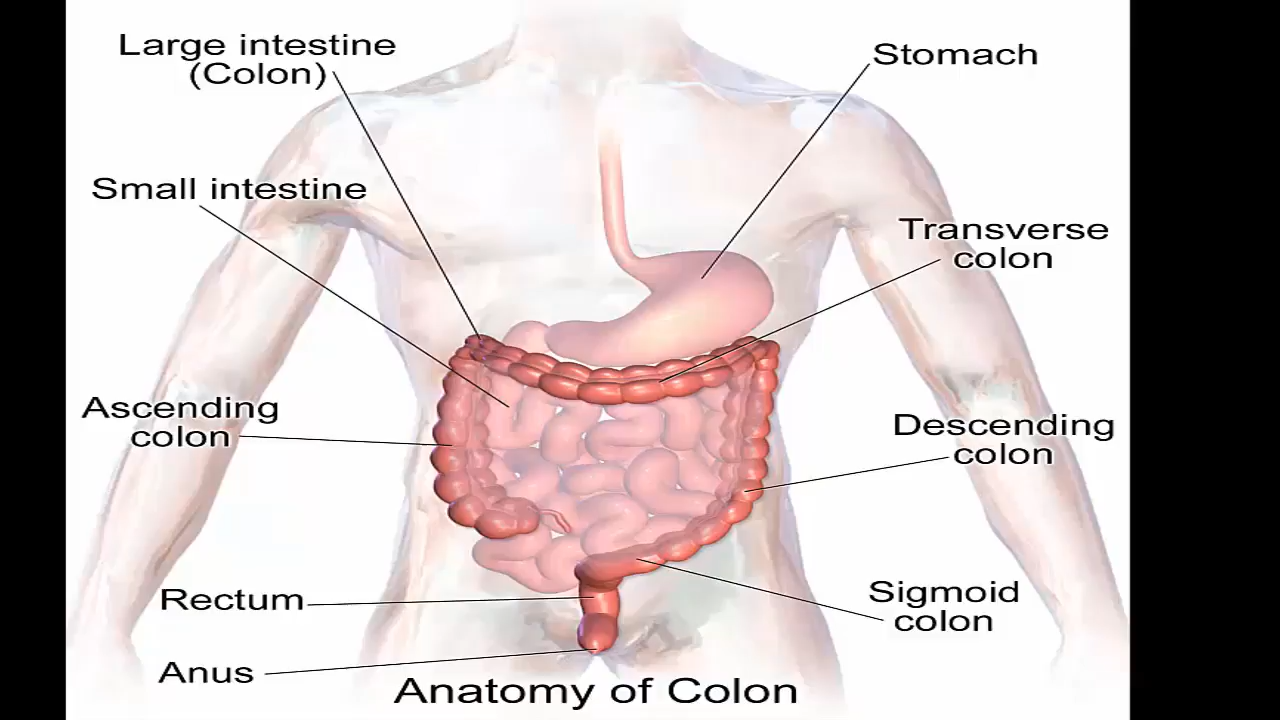 Large intestine
(Colon)
Stomach
Small intestine
Transverse
colon
Ascending
colon
Descending
colon
Rectum
Sigmoid
colon
Anus
Anatomy of Colon